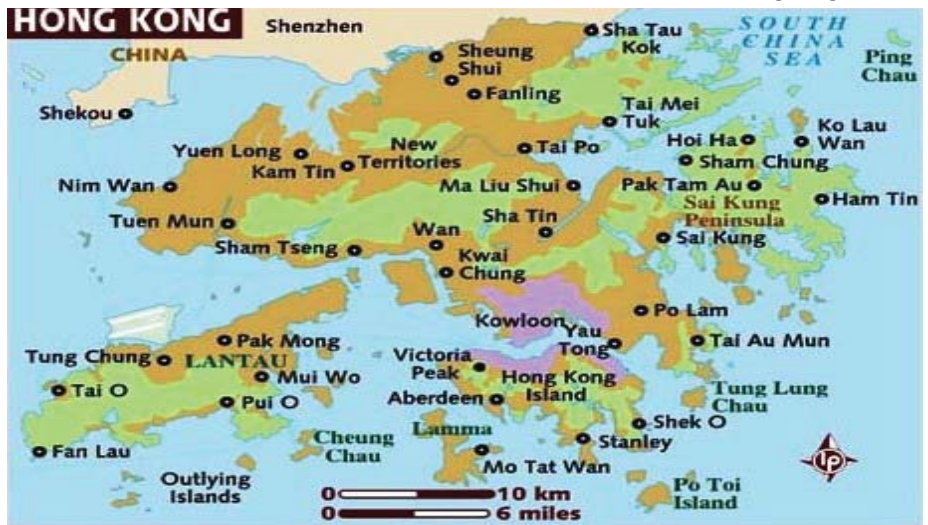 HONG KONG
Shenzhen
CHINA
Shekou
Sheung
Shui
Fanling
Sha Tau
Kok
SOUTH
CHINA
SEA
Ping
Chau
Tai Mei
Tuk
Ko Lau
Wan
Hoi Ha
Sham Chung
Yuen Long
Kam Tin
New
Territories
Tai Po
Nim Wan
Ma Liu Shui
Pak Tam Au
Ham Tin
Sai Kung
Peninsula
Sai Kung
Tuen Mun
Sha Tin
Sham Tseng
Wan
Kwai
Chung
Kowloon
Yau
Tong
Po Lam
Pak Mong
Tung Chung
LANTAU
Mui Wo
Victoria
Peak
Tai Au Mun
Tai O
Pui O
Aberdeen
Hong Kong
Island
Tung Lung
Chau
Fan Lau
Cheung
Chau
Lamma
Shek O
Stanley
Outlying
Islands
Mo Tat Wan
Po Toi
Island
lp
0 10 km
0 6 miles